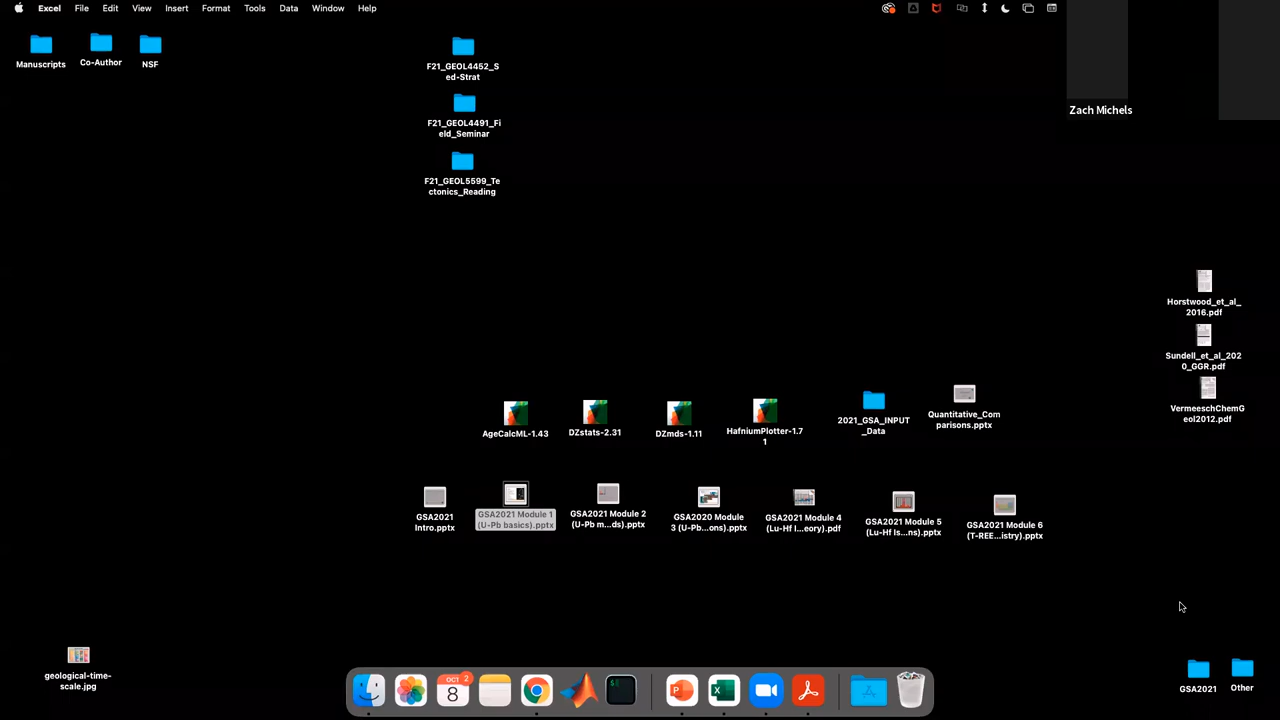 Excel File Edit View Insert Format Tools Data Window Help
Manuscripts
Co-Author
NSF
F21_GEOL4452_S
ed-Strat
F21_GEOL4491_Fi
eld_Seminar
F21_GEOL5599_Te
ctonics_Reading
Zach Michels
Horstwood_et_al_
2016.pdf
Sundell_et_al_202
0_GGR.pdf
VermeeschChemG
eol2012.pdf
AgeCalcML-1.43
DZstats-2.31
DZmds-1.11
HafniumPlotter-1.7
1
2021_GSA_INPUT
_Data
Quantitative_Com
parisons.pptx
GSA2021
Intro.pptx
GSA2021 Module 1
(U-Pb basics).pptx
GSA2021 Module 2
(U-Pb m...ds).pptx
GSA2020 Module
3 (U-Pb...ons).pptx
GSA2021 Module 4
(Lu-Hf I...eory).pdf
GSA2021 Module 5
(Lu-Hf Is...ns).pptx
GSA2021 Module 6
(T-REE...istry).pptx
geological-time-
scale.jpg
OCT
8
2
GSA2021
Other